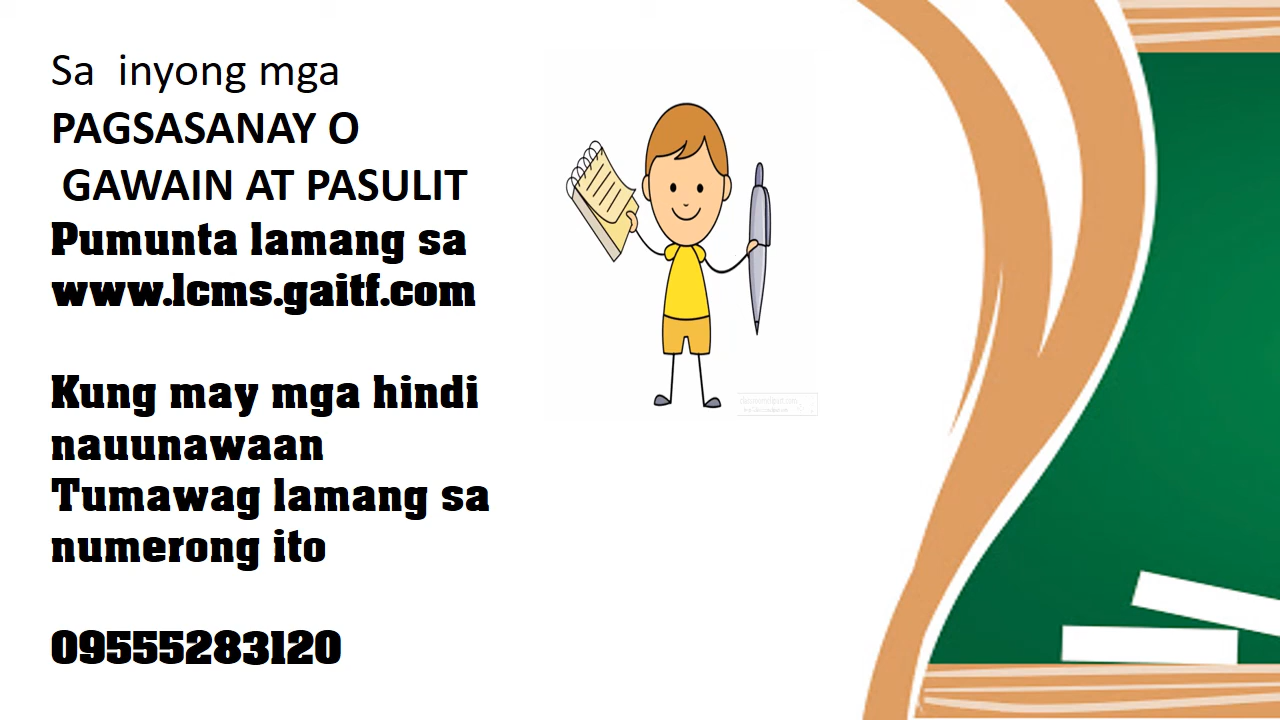 Sa  inyong mga
PAGSASANAY O
GAWAIN AT PASULIT
Pumunta lamang sa
www.lcms.gaitf.com
Kung may mga hindi
nauunawaan
Tumawag lamang sa
numerong ito
09555283120